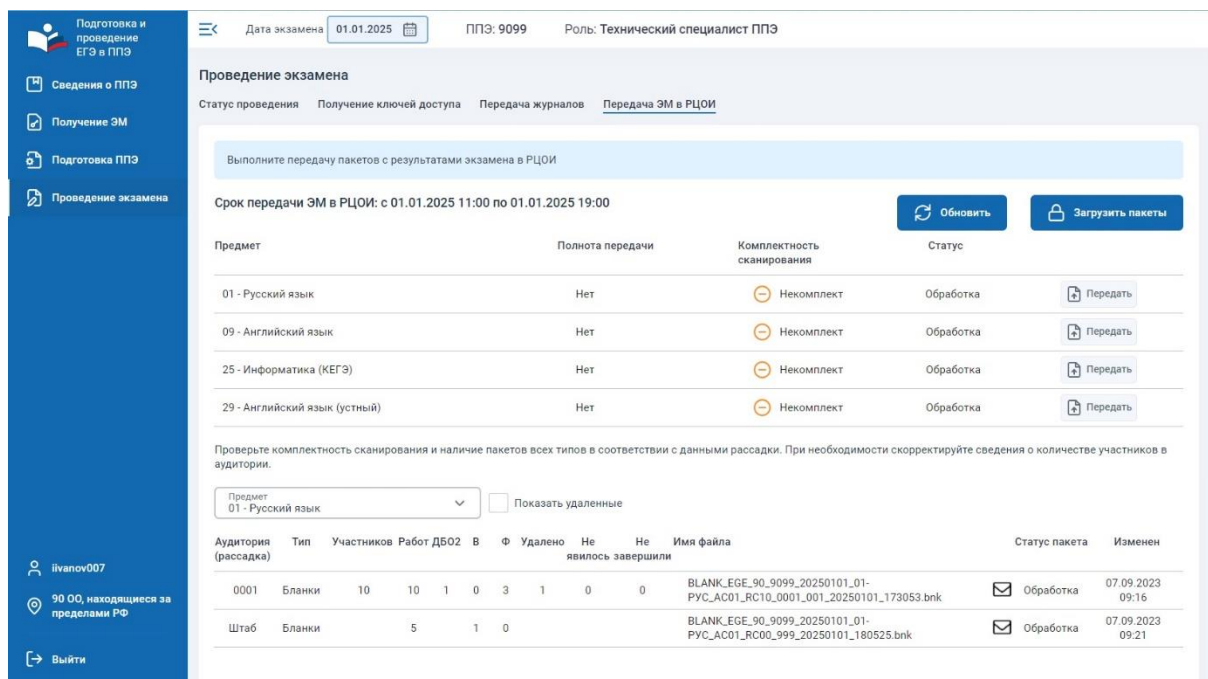 Подготовка и
проведение
ЕГЭ в ППЭ
Сведения о ППЭ
Получение ЭМ
Подготовка ППЭ
Проведение экзамена
iivanov007
90 ОО, находящиеся за
пределами РФ
Выйти
Дата экзамена 01.01.2025 ППЭ: 9099 Роль: Технический специалист ППЭ
Проведение экзамена
Статус проведения Получение ключей доступа Передача журналов Передача ЭМ в РЦОИ
Выполните передачу пакетов с результатами экзамена в РЦОИ
Срок передачи ЭМ в РЦОИ: с 01.01.2025 11:00 по 01.01.2025 19:00
Обновить Загрузить пакеты
Предмет Полнота передачи Комплектность Статус
сканирования
01 - Русский язык Нет Некомплект Обработка Передать
09 - Английский язык Нет Некомплект Обработка Передать
25 - Информатика (КЕГЭ) Нет Некомплект Обработка Передать
29 - Английский язык (устный) Нет Некомплект Обработка Передать
Проверьте комплектность сканирования и наличие пакетов всех типов в соответствии с данными рассадки. При необходимости скорректируйте сведения о количестве участников в
аудитории.
Предмет
01 - Русский язык Показать удаленные
Аудитория Тип Участников Работ ДБО2 В Ф Удалено Не Не Имя файла Статус пакета Изменен
(рассадка) явилось завершили
0001 Бланки 10 10 1 0 3 1 0 0 BLANK_EGE_90_9099_20250101_01- Обработка 07.09.2023
РУС_АС01_RC10_0001_001_20250101_173053.bnk 09:16
Штаб Бланки 5 1 0 BLANK_EGE_90_9099_20250101_01- Обработка 07.09.2023
РУС_АС01_RC00_999_20250101_180525.bnk 09:21